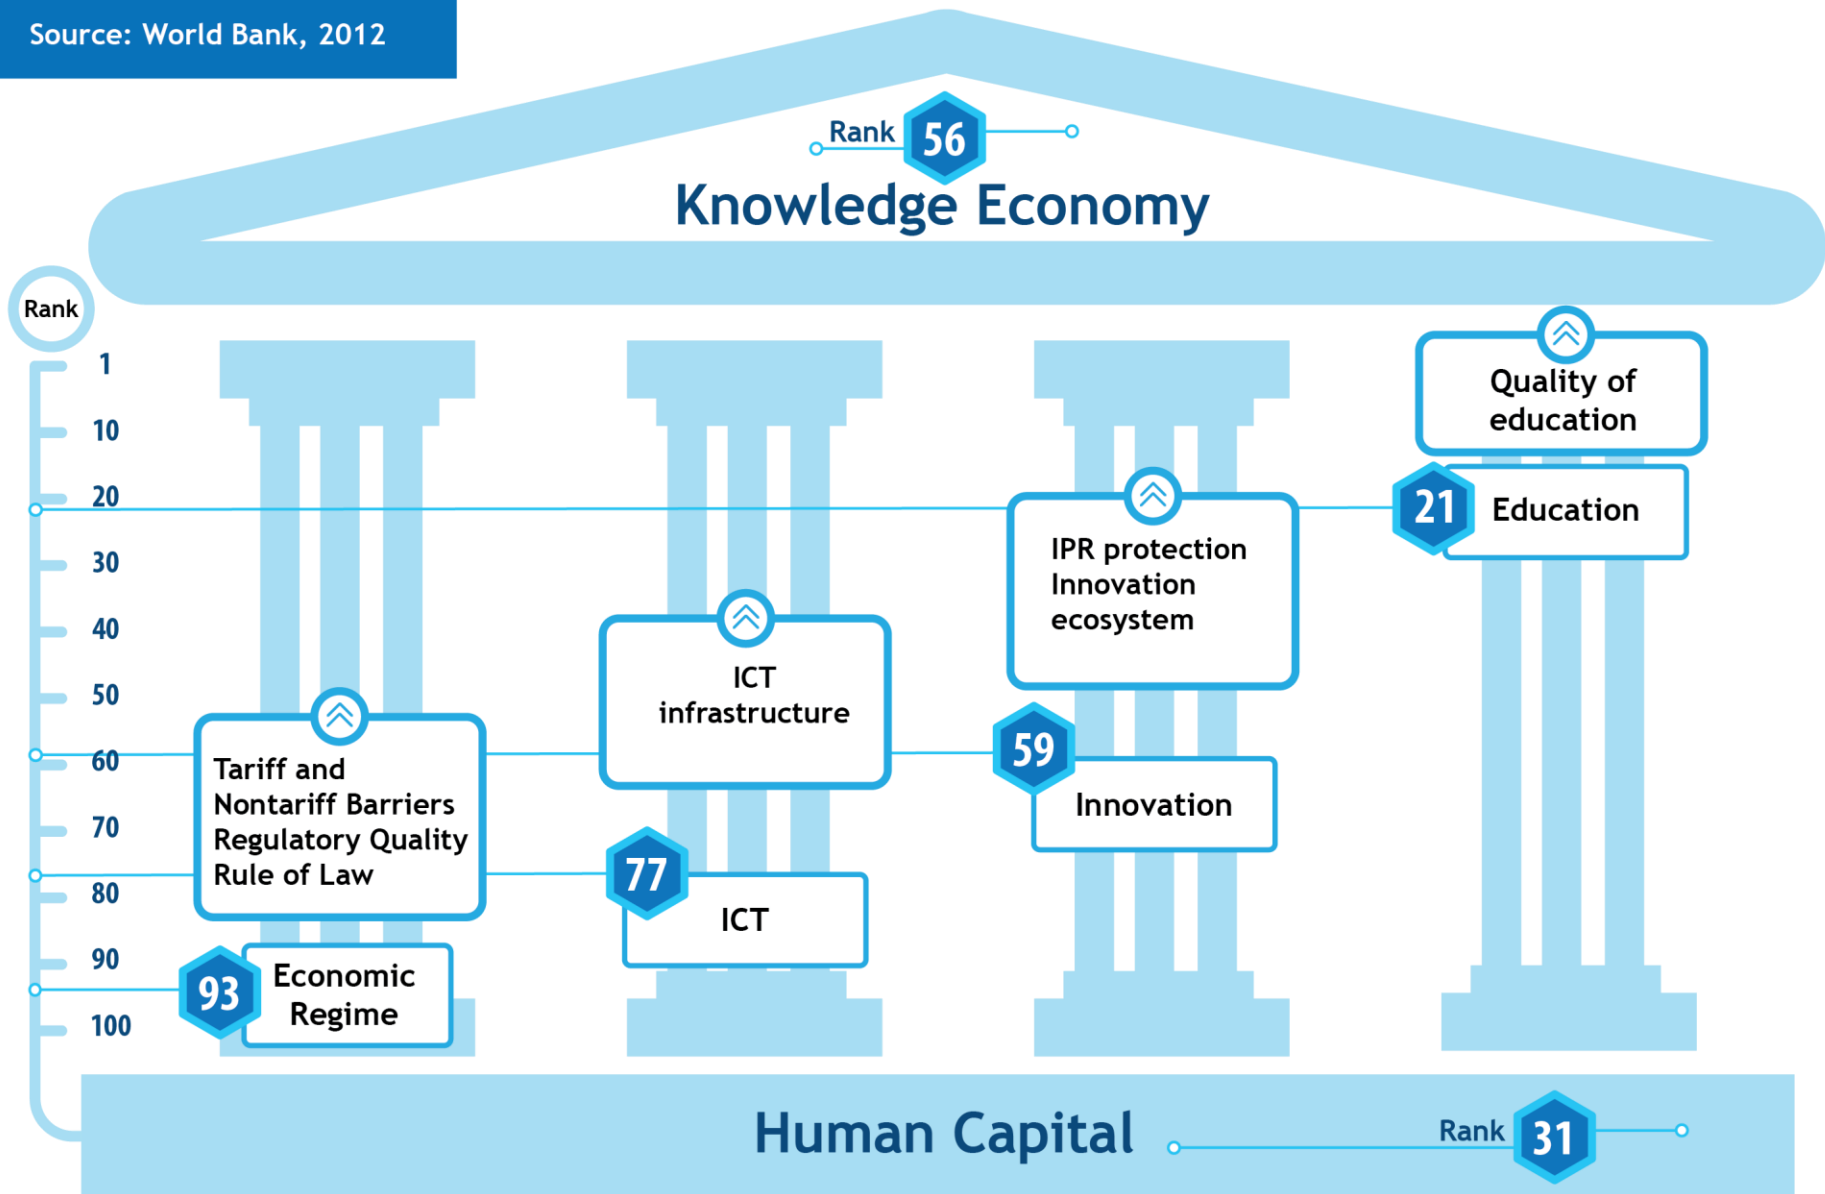 Source: World Bank, 2012
Rank
56
Knowledge Economy
Rank
1
10
20
30
40
50
60
70
80
90
100
Tariff and
Nontariff Barriers
Regulatory Quality
Rule of Law
93
Economic
Regime
ICT
infrastructure
77
ICT
IPR protection
Innovation
ecosystem
59
Innovation
Quality of
education
21
Education
Human Capital
Rank
31